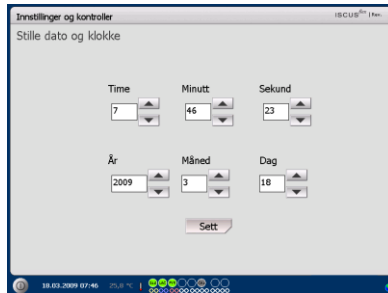 Innstillinger og kontroller
ISCUS
Stille dato og klokke
Time Minutt Sekund
7 46 23
År Måned Dag
2009 3 18
Sett
18.03.2009 07:46